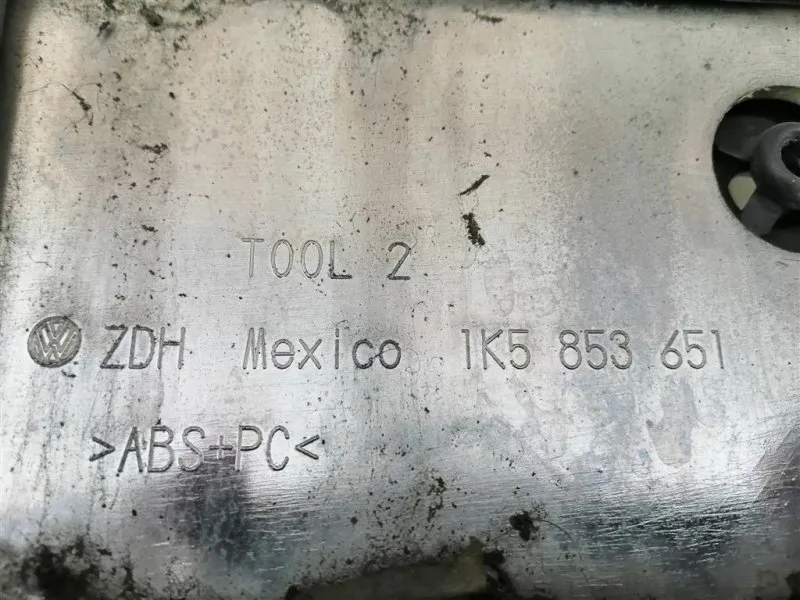 TOOL 2
ZDH Mexico 1K5 853 651
>ABS+PC<